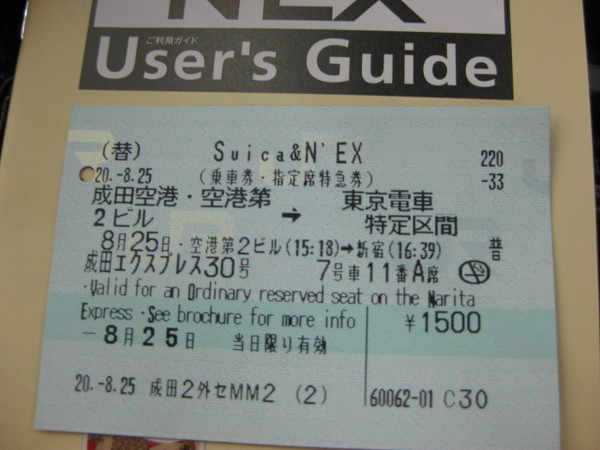 NEX
ご利用ガイド
User's Guide
(替) Suica&N'EX 220
20.-8.25 (乗車券・指定席特急券) -33
成田空港・空港第2ビル → 東京電車特定区間
8月25日・空港第2ビル(15:18)→新宿(16:39) 普
成田エクスプレス30号 7号車11番A席
・Valid for an Ordinary reserved seat on the Narita
Express・See brochure for more info ¥1500
-8月25日 当日限り有効
20.-8.25 成田2外セMM2 (2) 60062-01 C30